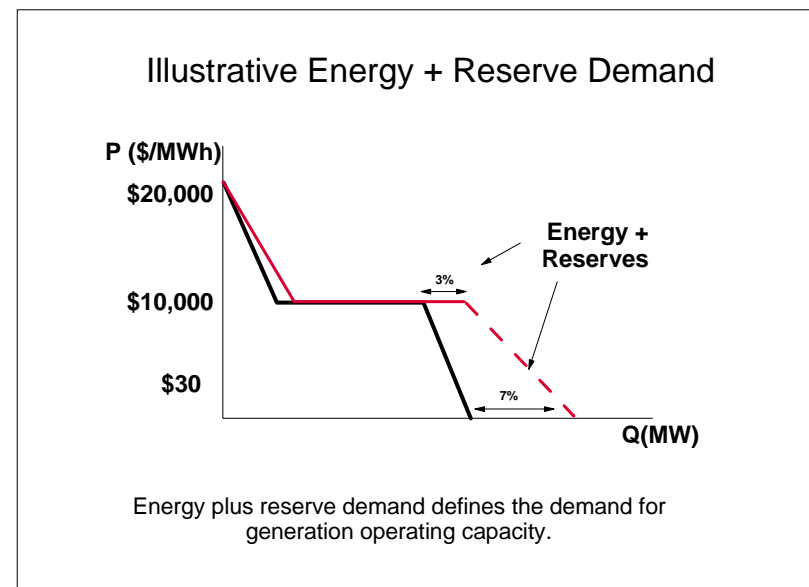 Illustrative Energy + Reserve Demand
P ($/MWh)
$20,000
Energy +
Reserves
3%
$10,000
$30
7%
Q(MW)
Energy plus reserve demand defines the demand for
generation operating capacity.